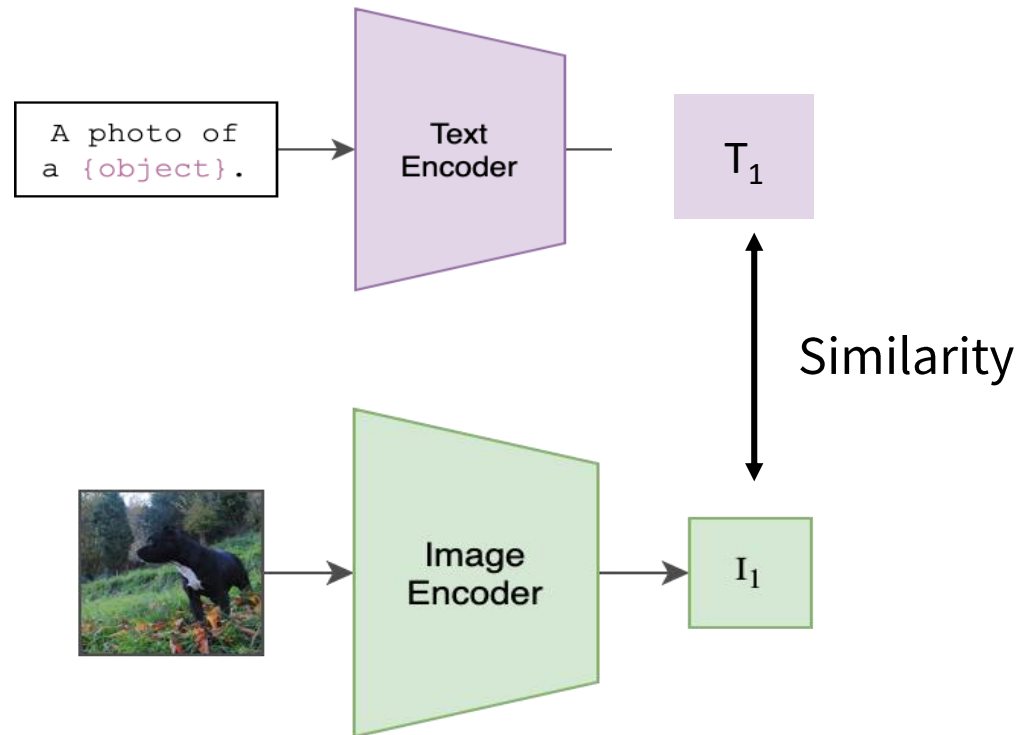 A photo of
a {object}.
Text
Encoder
T₁
Similarity
Image
Encoder
I₁